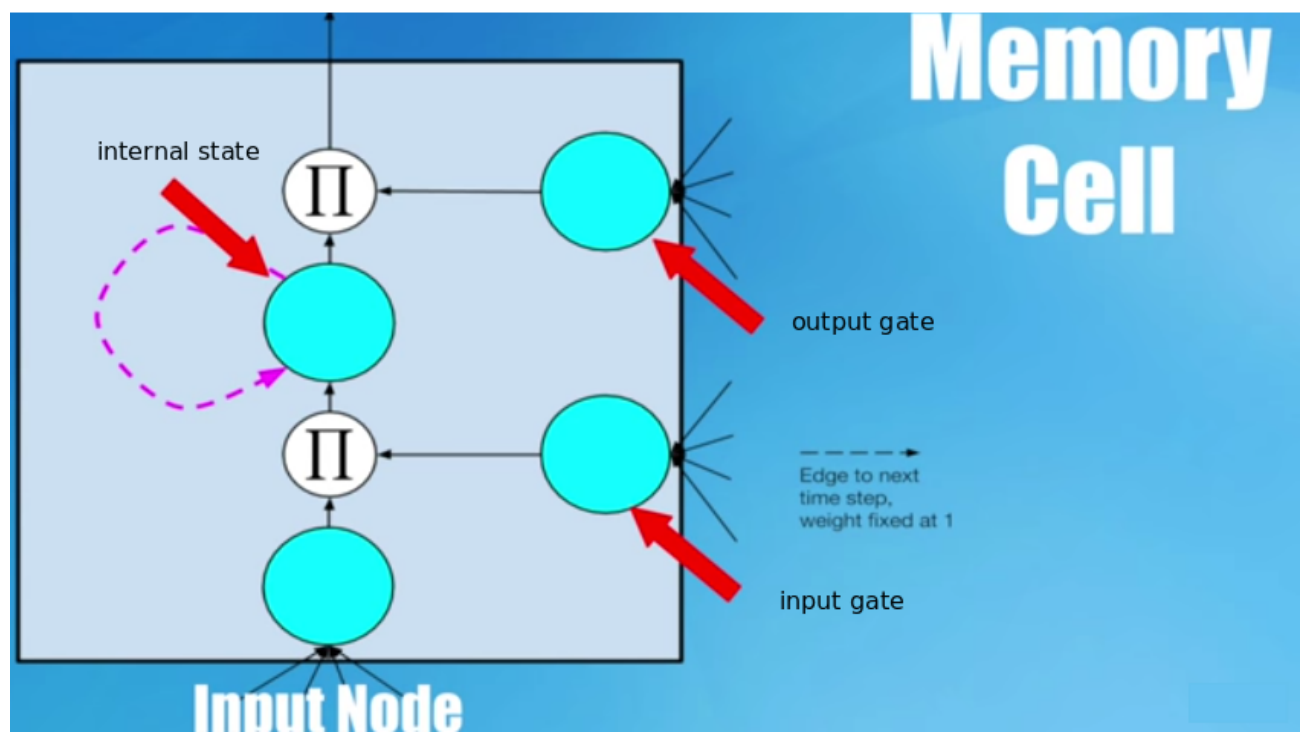 Memory
Cell
internal state
∏
output gate
∏
Edge to next
time step,
weight fixed at 1
input gate
Input Node